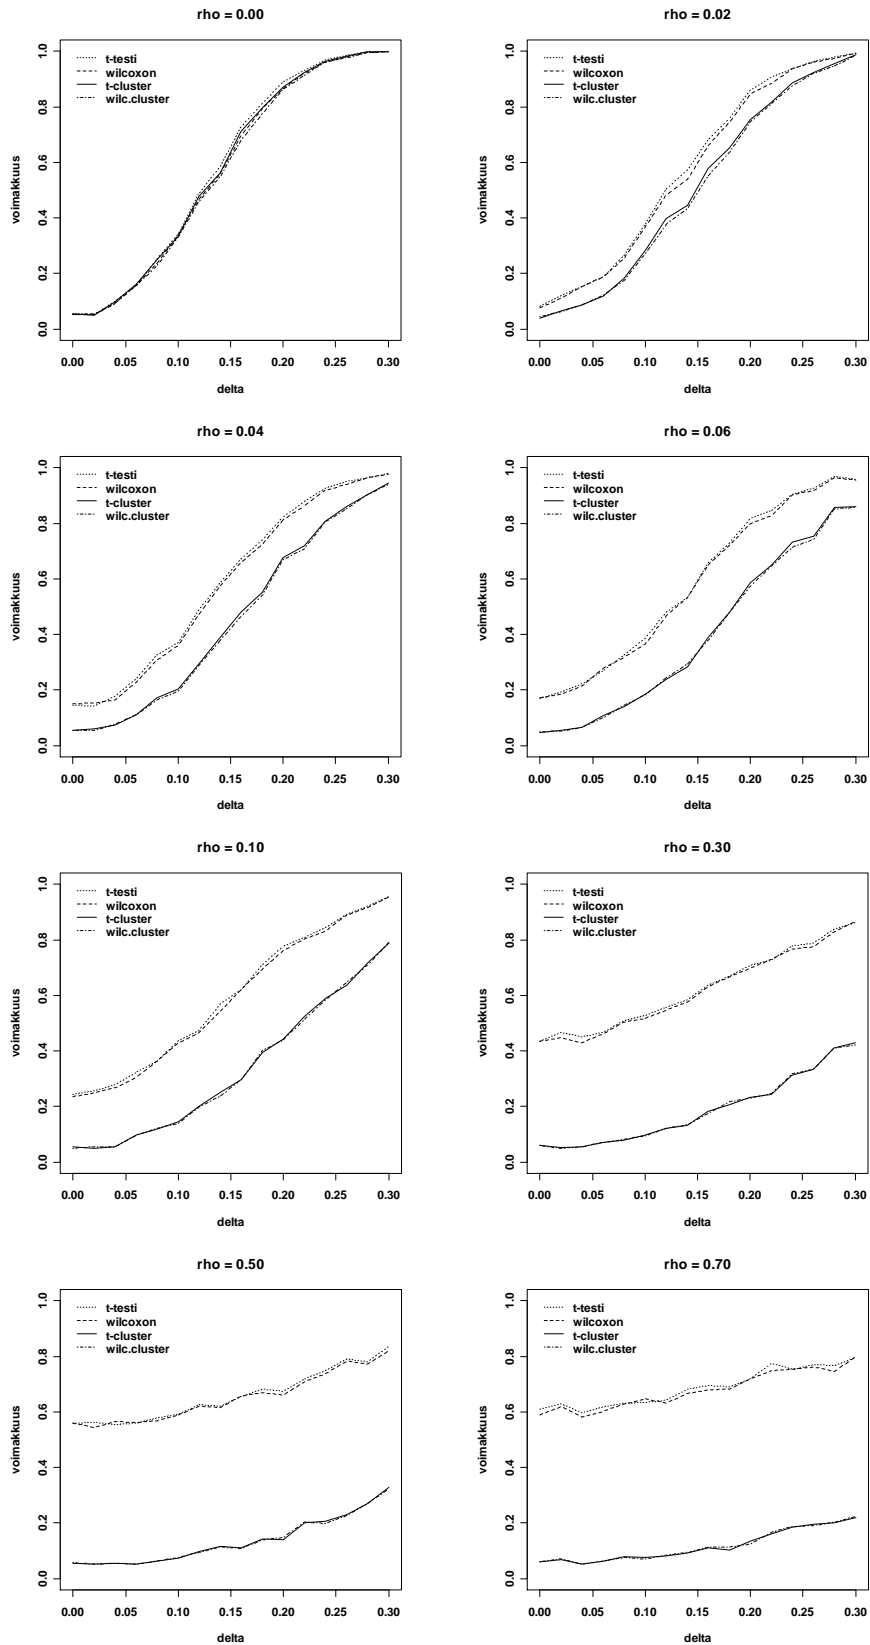 rho = 0.00
t-testi
wilcoxon
t-cluster
wilc.cluster
voimakkuus
0.0 0.2 0.4 0.6 0.8 1.0
0.00 0.05 0.10 0.15 0.20 0.25 0.30
delta
rho = 0.02
t-testi
wilcoxon
t-cluster
wilc.cluster
voimakkuus
0.0 0.2 0.4 0.6 0.8 1.0
0.00 0.05 0.10 0.15 0.20 0.25 0.30
delta
rho = 0.04
t-testi
wilcoxon
t-cluster
wilc.cluster
voimakkuus
0.0 0.2 0.4 0.6 0.8 1.0
0.00 0.05 0.10 0.15 0.20 0.25 0.30
delta
rho = 0.06
t-testi
wilcoxon
t-cluster
wilc.cluster
voimakkuus
0.0 0.2 0.4 0.6 0.8 1.0
0.00 0.05 0.10 0.15 0.20 0.25 0.30
delta
rho = 0.10
t-testi
wilcoxon
t-cluster
wilc.cluster
voimakkuus
0.0 0.2 0.4 0.6 0.8 1.0
0.00 0.05 0.10 0.15 0.20 0.25 0.30
delta
rho = 0.30
t-testi
wilcoxon
t-cluster
wilc.cluster
voimakkuus
0.0 0.2 0.4 0.6 0.8 1.0
0.00 0.05 0.10 0.15 0.20 0.25 0.30
delta
rho = 0.50
t-testi
wilcoxon
t-cluster
wilc.cluster
voimakkuus
0.0 0.2 0.4 0.6 0.8 1.0
0.00 0.05 0.10 0.15 0.20 0.25 0.30
delta
rho = 0.70
t-testi
wilcoxon
t-cluster
wilc.cluster
voimakkuus
0.0 0.2 0.4 0.6 0.8 1.0
0.00 0.05 0.10 0.15 0.20 0.25 0.30
delta